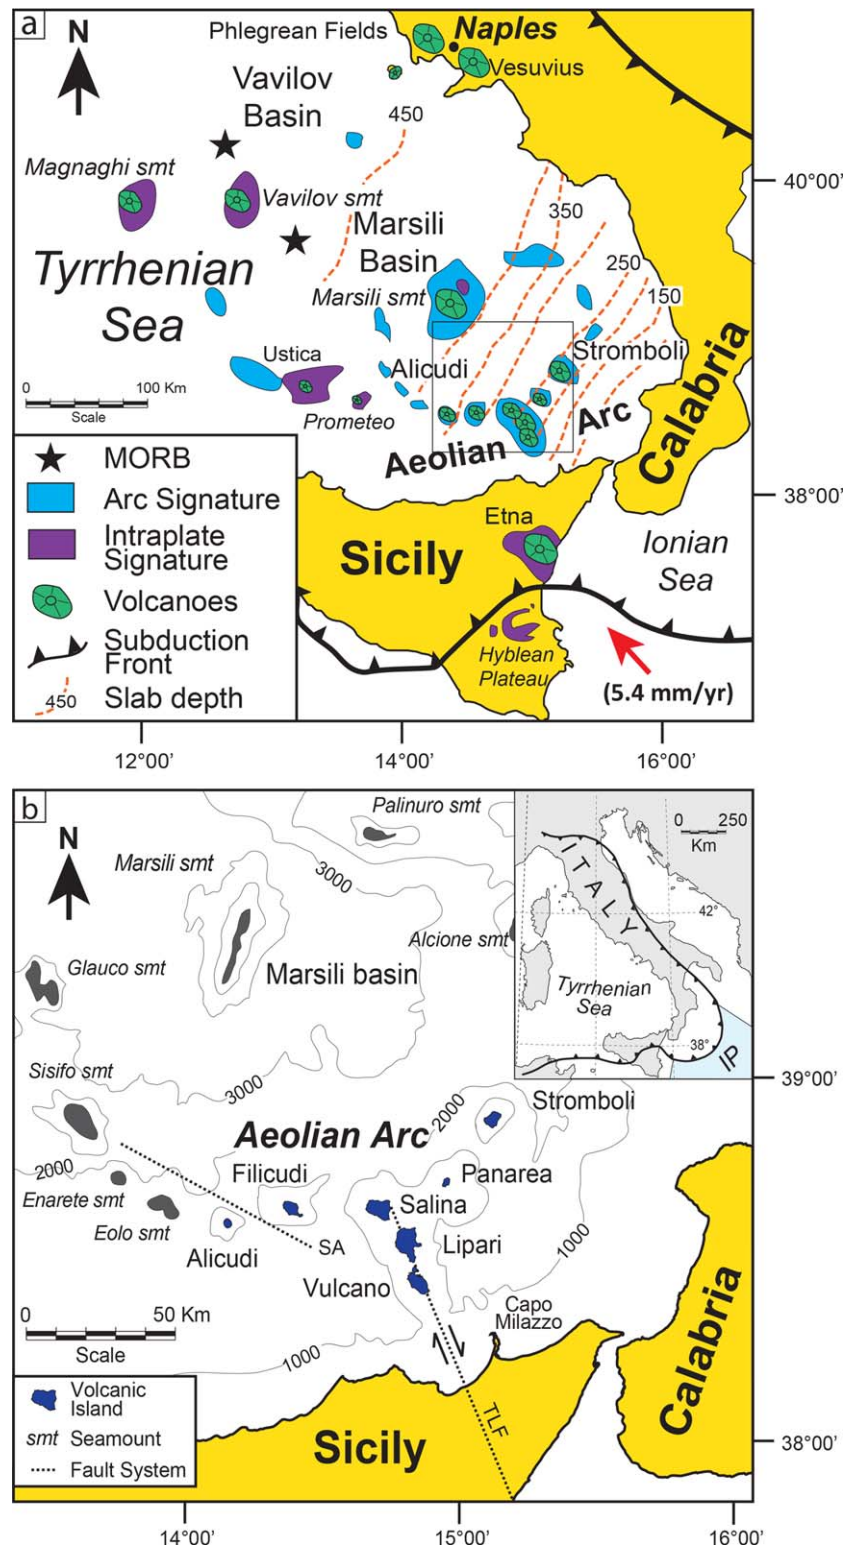 a
N
Phlegrean Fields
Naples
Vesuvius
Vavilov
Basin
450
40°00'
Magnaghi smt
Vavilov smt
350
Marsili
Basin
Tyrrhenian
Sea
250
150
Marsili smt
Ustica
Alicudi
Stromboli
0
100 Km
Scale
Prometeo
Aeolian
Arc
Calabria
MORB
Arc Signature
Intraplate
Signature
Volcanoes
Subduction
Front
450
Slab depth
38°00'
Etna
Sicily
Ionian
Sea
Hyblean
Plateau
(5.4 mm/yr)
12°00'
14°00'
16°00'
b
N
Palinuro smt
Marsili smt
3000
Alcione smt
Glauco smt
Marsili basin
0
250
Km
ITALY
42°
Tyrrhenian
Sea
38°
IP
39°00'
Sisifo smt
3000
2000
Stromboli
Aeolian Arc
2000
Filicudi
Panarea
Enarete smt
Salina
Eolo smt
SA
Lipari
1000
Alicudi
Vulcano
0
50 Km
Scale
Capo
Milazzo
1000
Calabria
Volcanic
Island
smt
Seamount
Fault System
Sicily
TLF
38°00'
14°00'
15°00'
16°00'